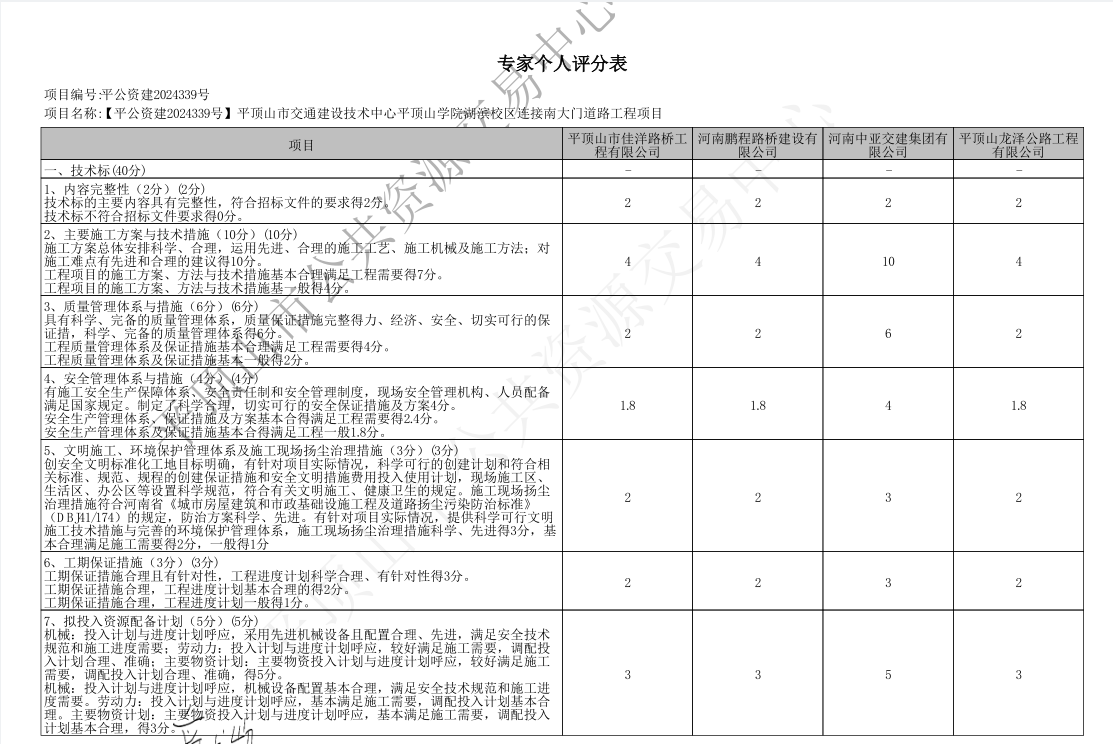 专家个人评分表
项目编号:平公资建2024339号
项目名称:【平公资建2024339号】平顶山市交通建设技术中心平顶山学院湖滨校区连接南大门道路工程项目
项目 平顶山市佳洋路桥工程有限公司 河南鹏程路桥建设有限公司 河南中亚交建集团有限公司 平顶山龙泽公路工程有限公司
一、技术标(40分) – – – –
1、内容完整性（2分）(2分)
技术标的主要内容具有完整性，符合招标文件的要求得2分。
技术标不符合招标文件要求得0分。
2 2 2 2
2、主要施工方案与技术措施（10分）(10分)
施工方案总体安排科学、合理，运用先进、合理的施工工艺、施工机械及施工方法；对
施工难点有先进和合理的建议得10分。
工程项目的施工方案、方法与技术措施基本合理满足工程需要得7分。
工程项目的施工方案、方法与技术措施基一般得4分。
4 4 10 4
3、质量管理体系与措施（6分）(6分)
具有科学、完备的质量管理体系，质量保证措施完整得力、经济、安全、切实可行的保
证措，科学、完备的质量管理体系得6分。
工程质量管理体系及保证措施基本合理满足工程需要得4分。
工程质量管理体系及保证措施基本一般得2分。
2 2 6 2
4、安全管理体系与措施（4分）(4分)
有施工安全生产保障体系、安全责任制和安全管理制度，现场安全管理机构、人员配备
满足国家规定。制定了科学合理，切实可行的安全保证措施及方案4分。
安全生产管理体系、保证措施及方案基本合得满足工程需要得2.4分。
安全生产管理体系及保证措施基本合得满足工程一般1.8分。
1.8 1.8 4 1.8
5、文明施工、环境保护管理体系及施工现场扬尘治理措施（3分）(3分)
创安全文明标准化工地目标明确，有针对项目实际情况，科学可行的创建计划和符合相
关标准、规范、规程的创建保证措施和安全文明措施费用投入使用计划，现场施工区、
生活区、办公区等设置科学规范，符合有关文明施工、健康卫生的规定。施工现场扬尘
治理措施符合河南省《城市房屋建筑和市政基础设施工程及道路扬尘污染防治标准》
（DBJ41/174）的规定，防治方案科学、先进。有针对项目实际情况，提供科学可行文明
施工技术措施与完善的环境保护管理体系，施工现场扬尘治理措施科学、先进得3分，基
本合理满足施工需要得2分，一般得1分
2 2 3 2
6、工期保证措施（3分）(3分)
工期保证措施合理且有针对性，工程进度计划科学合理、有针对性得3分。
工期保证措施合理，工程进度计划基本合理的得2分。
工期保证措施合理，工程进度计划一般得1分。
2 2 3 2
7、拟投入资源配备计划（5分）(5分)
机械：投入计划与进度计划呼应，采用先进机械设备且配置合理、先进，满足安全技术
规范和施工进度需要；劳动力：投入计划与进度计划呼应，较好满足施工需要，调配投
入计划合理、准确；主要物资计划：主要物资投入计划与进度计划呼应，较好满足施工
需要，调配投入计划合理、准确，得5分。
机械：投入计划与进度计划呼应，机械设备配置基本合理，满足安全技术规范和施工进
度需要。劳动力：投入计划与进度计划呼应，基本满足施工需要，调配投入计划基本合
理。主要物资计划：主要物资投入计划与进度计划呼应，基本满足施工需要，调配投入
计划基本合理，得3分。
3 3 5 3
平顶山市公共资源交易中心
平顶山市公共资源交易中心